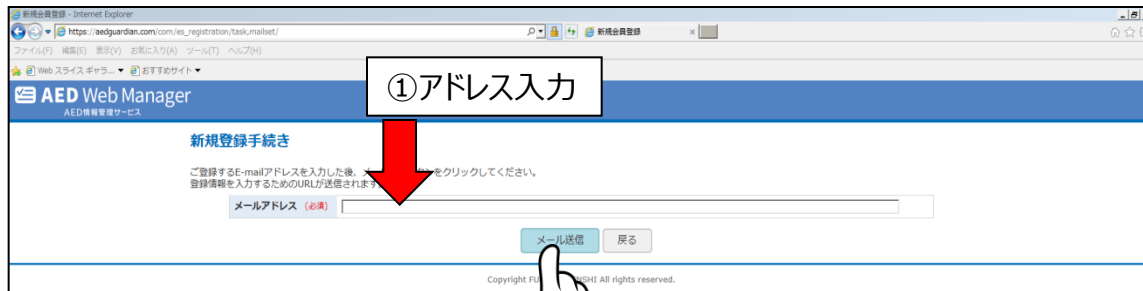 新規会員登録 - Internet Explorer
https://aedguardian.com/com/es_registration/task,mailset/
新規会員登録
ファイル(F) 編集(E) 表示(V) お気に入り(A) ツール(T) ヘルプ(H)
Web スライス ギャラ... ▼ おすすめサイト ▼
①アドレス入力
AED Web Manager
AED情報管理サービス
新規登録手続き
ご登録するE-mailアドレスを入力した後、メ ンをクリックしてください。
登録情報を入力するためのURLが送信されます
メールアドレス (必須)
メール送信 戻る
Copyright FU NSHI All rights reserved.